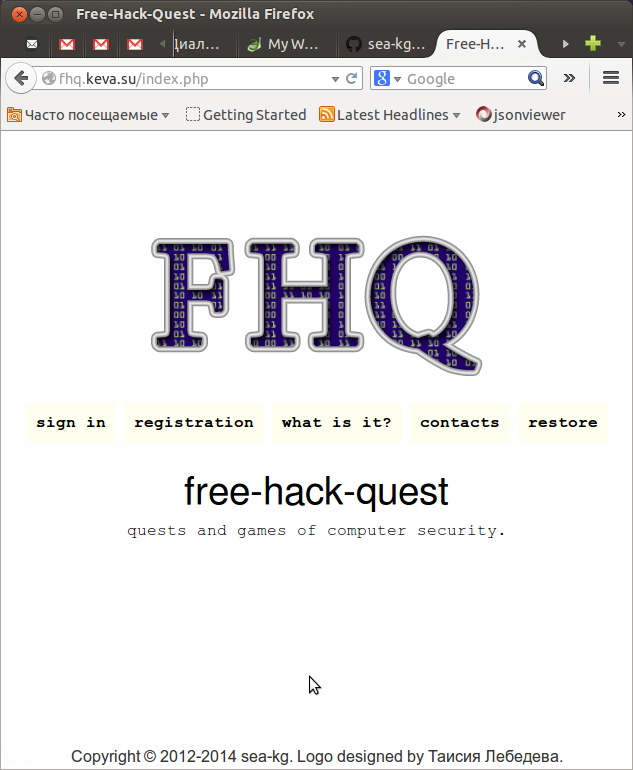 Free-Hack-Quest - Mozilla Firefox
My W...
sea-kg...
Free-H...
fhq.keva.su/index.php
Google
Часто посещаемые
Getting Started
Latest Headlines
jsonviewer
FHQ
sign in
registration
what is it?
contacts
restore
free-hack-quest
quests and games of computer security.
Copyright © 2012-2014 sea-kg. Logo designed by Таисия Лебедева.